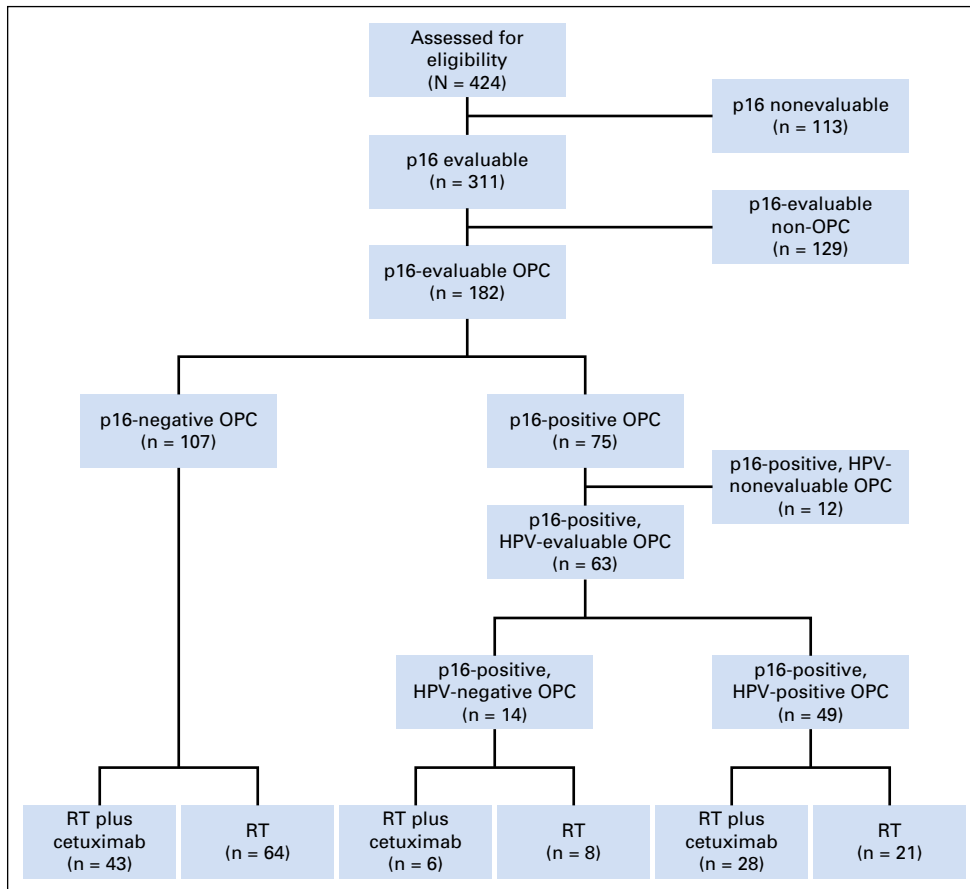 Assessed for
eligibility
(N = 424)
p16 nonevaluable
(n = 113)
p16 evaluable
(n = 311)
p16-evaluable
non-OPC
(n = 129)
p16-evaluable OPC
(n = 182)
p16-negative OPC
(n = 107)
p16-positive OPC
(n = 75)
p16-positive, HPV-
nonevaluable OPC
(n = 12)
p16-positive,
HPV-evaluable OPC
(n = 63)
p16-positive,
HPV-negative OPC
(n = 14)
p16-positive,
HPV-positive OPC
(n = 49)
RT plus
cetuximab
(n = 43)
RT
(n = 64)
RT plus
cetuximab
(n = 6)
RT
(n = 8)
RT plus
cetuximab
(n = 28)
RT
(n = 21)